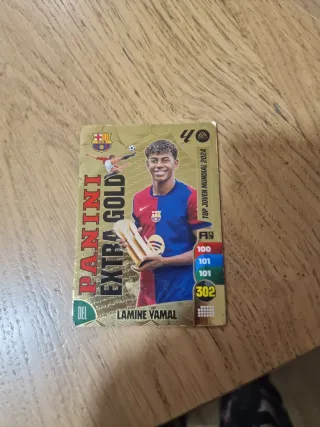 PANINI
EXTRA GOLD
TOP JOVEN MUNDIAL 2024
100
101
101
302
DEL
LAMINE YAMAL